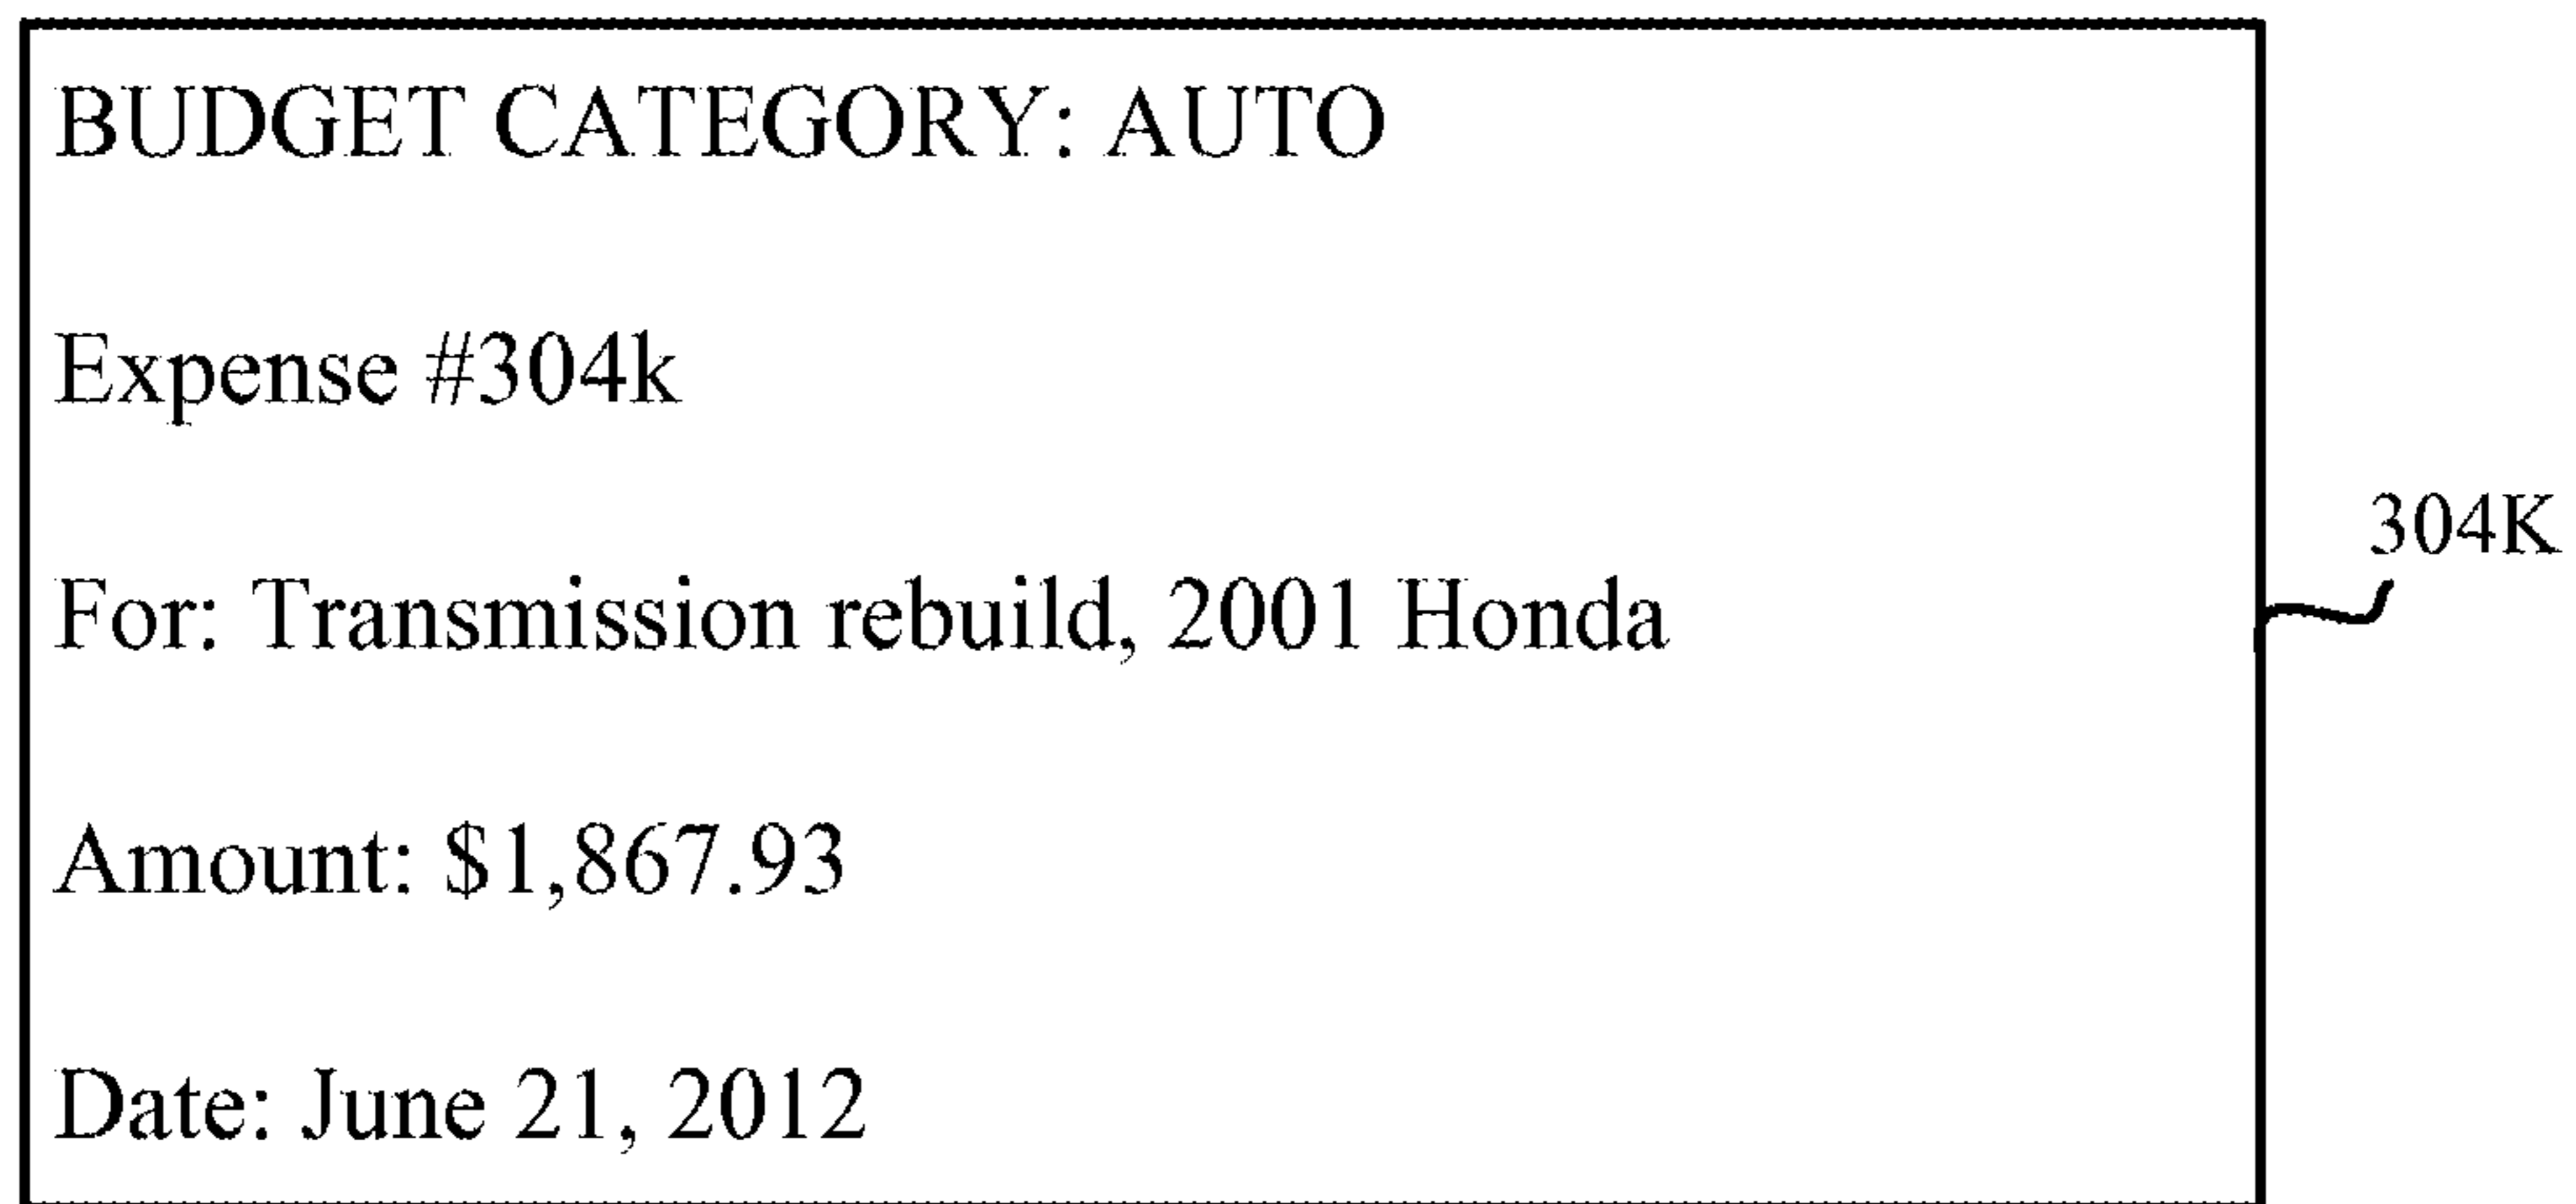 BUDGET CATEGORY: AUTO
Expense #304k
304K
For: Transmission rebuild, 2001 Honda
Amount: $1,867.93
Date: June 21, 2012